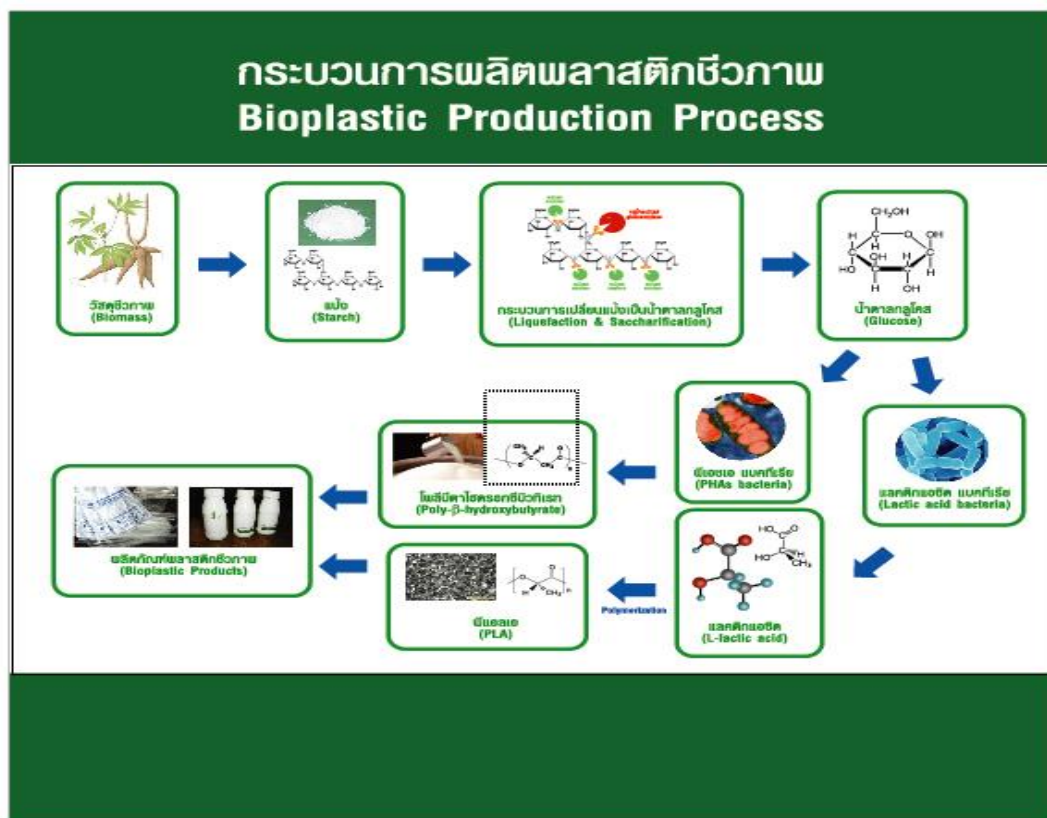 กระบวนการผลิตพลาสติกชีวภาพ
Bioplastic Production Process
วัสดุชีวภาพ
(Biomass)
แป้ง
(Starch)
กระบวนการเปลี่ยนแป้งเป็นน้ำตาลกลูโคส
(Liquefaction & Saccharification)
CH₂OH
O
OH
OH
HO
OH
น้ำตาลกลูโคส
(Glucose)
พีเอชเอ แบคทีเรีย
(PHAs bacteria)
แลคติกแอซิด แบคทีเรีย
(Lactic acid bacteria)
โพลีบีตาไฮดรอกซีบิวทิเรท
(Poly-β-hydroxybutyrate)
ผลิตภัณฑ์พลาสติกชีวภาพ
(Bioplastic Products)
HO
O
HO
H
CH₃
แลคติกแอซิด
(L-lactic acid)
Polymerization
O
O
H
CH₃
n
พีแอลเอ
(PLA)